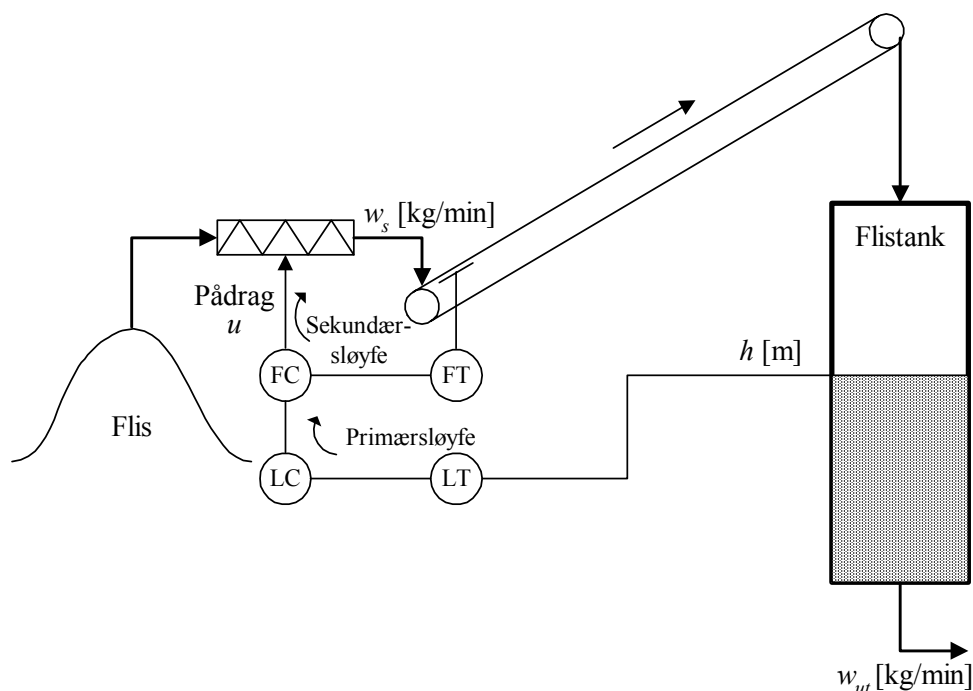 w_s [kg/min]
Flistank
Pådrag
u
Sekundær-
sløyfe
h [m]
FC
FT
Flis
Primærsløyfe
LC
LT
w_ut [kg/min]